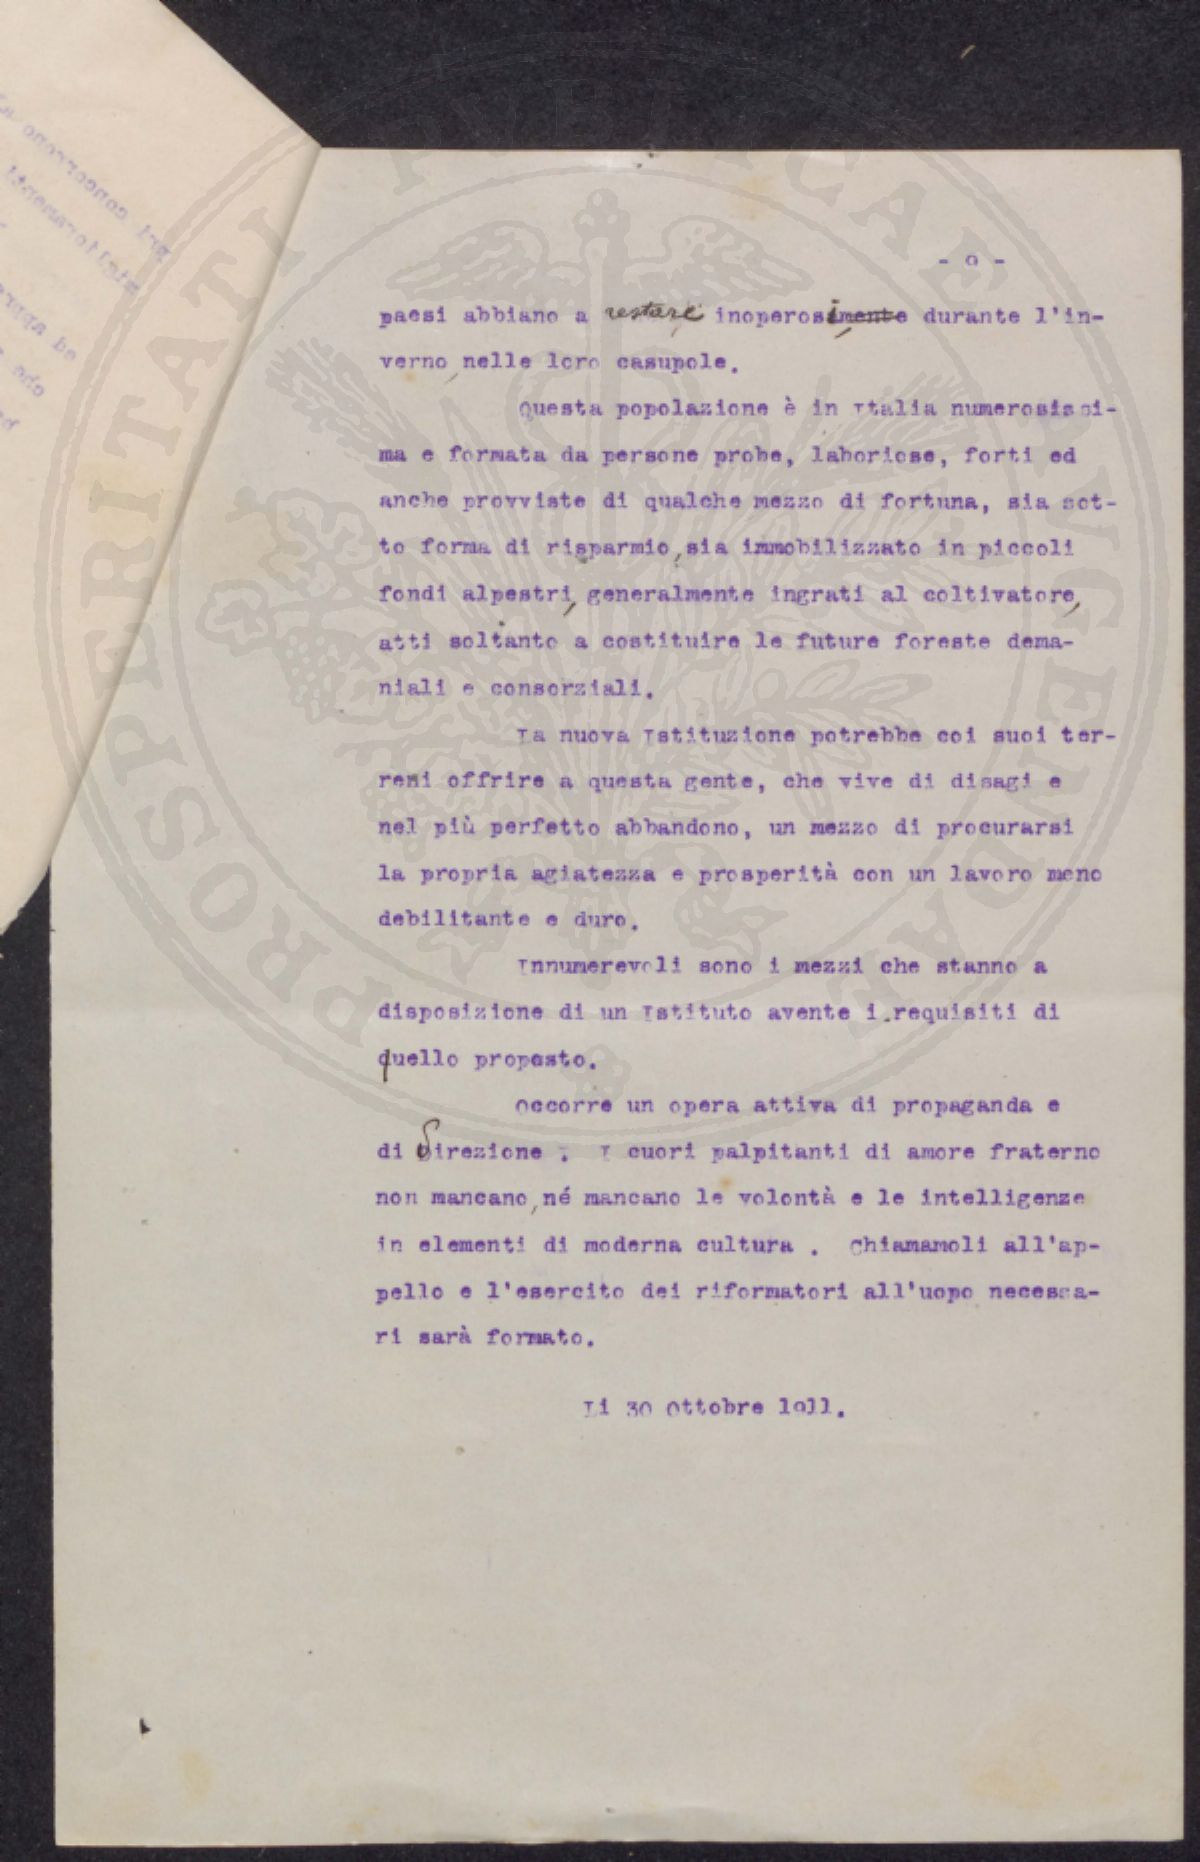 - 9 -
paesi abbiano a restare inoperosi durante l'in-
verno, nelle loro casupole.
Questa popolazione è in Italia numerosissi-
ma e formata da persone probe, laboriose, forti ed
anche provviste di qualche mezzo di fortuna, sia sot-
to forma di risparmio, sia immobilizzato in piccoli
fondi alpestri, generalmente ingrati al coltivatore,
atti soltanto a costituire le future foreste dema-
niali e consorziali.
La nuova Istituzione potrebbe coi suoi ter-
reni offrire a questa gente, che vive di disagi e
nel più perfetto abbandono, un mezzo di procurarsi
la propria agiatezza e prosperità con un lavoro meno
debilitante e duro.
Innumerevoli sono i mezzi che stanno a
disposizione di un Istituto avente i requisiti di
quello proposto.
Occorre un opera attiva di propaganda e
di direzione . I cuori palpitanti di amore fraterno
non mancano, né mancano le volontà e le intelligenze
in elementi di moderna cultura . Chiamamoli all'ap-
pello e l'esercito dei riformatori all'uopo necessa-
ri sarà formato.
Li 30 Ottobre 1911.
PROSPERITATI PVBLICAE AVGENDAE